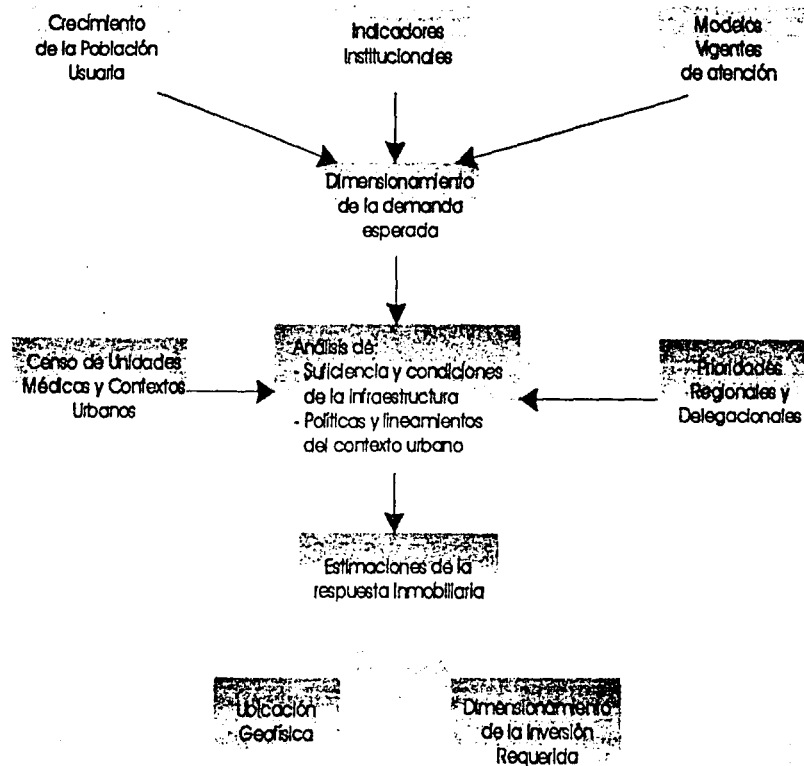 Crecimiento
de la Población
Usuaria
Indicadores
Institucionales
Modelos
Vigentes
de atención
Dimensionamiento
de la demanda
esperada
Censo de Unidades
Médicas y Contextos
Urbanos
Análisis de:
- Suficiencia y condiciones
de la infraestructura
- Políticas y lineamientos
del contexto urbano
Prioridades
Regionales y
Delegacionales
Estimaciones de la
respuesta Inmobiliaria
Ubicación
Geofísica
Dimensionamiento
de la Inversión
Requerida